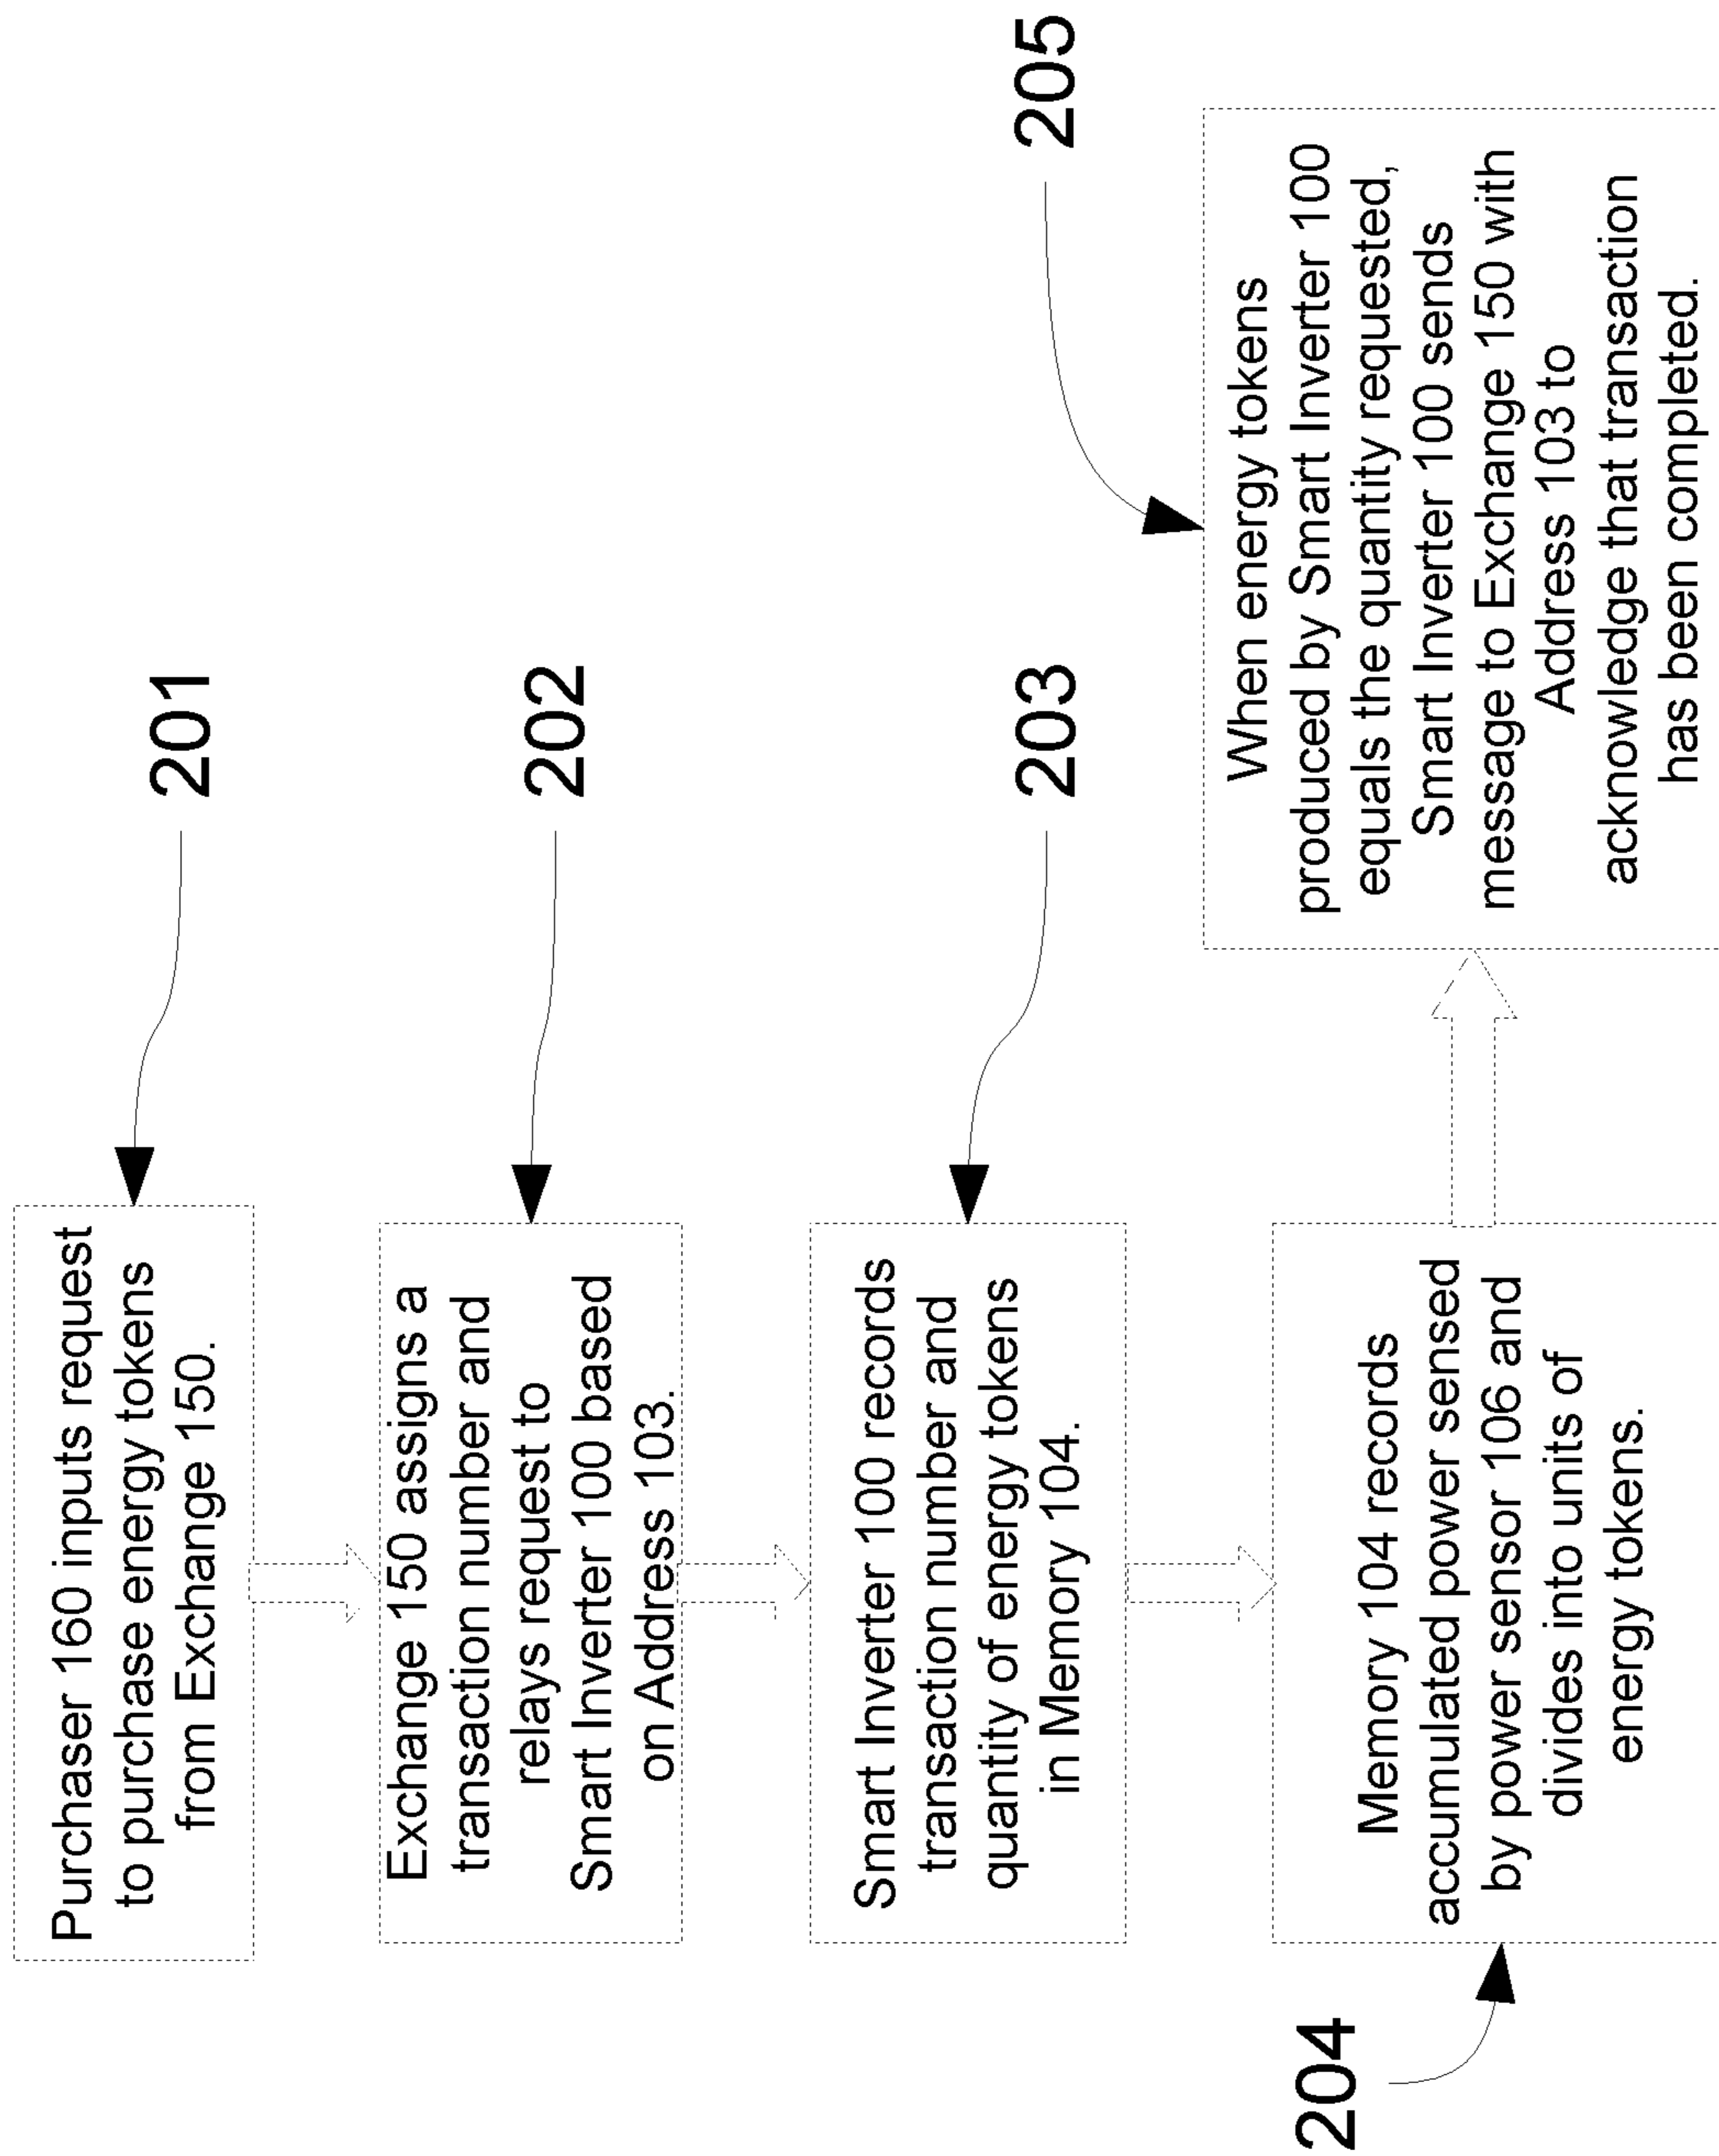 201
Purchaser 160 inputs request
to purchase energy tokens
from Exchange 150.
202
Exchange 150 assigns a
transaction number and
relays request to
Smart Inverter 100 based
on Address 103.
203
Smart Inverter 100 records
transaction number and
quantity of energy tokens
in Memory 104.
204
Memory 104 records
accumulated power sensed
by power sensor 106 and
divides into units of
energy tokens.
205
When energy tokens
produced by Smart Inverter 100
equals the quantity requested,
Smart Inverter 100 sends
message to Exchange 150 with
Address 103 to
acknowledge that transaction
has been completed.